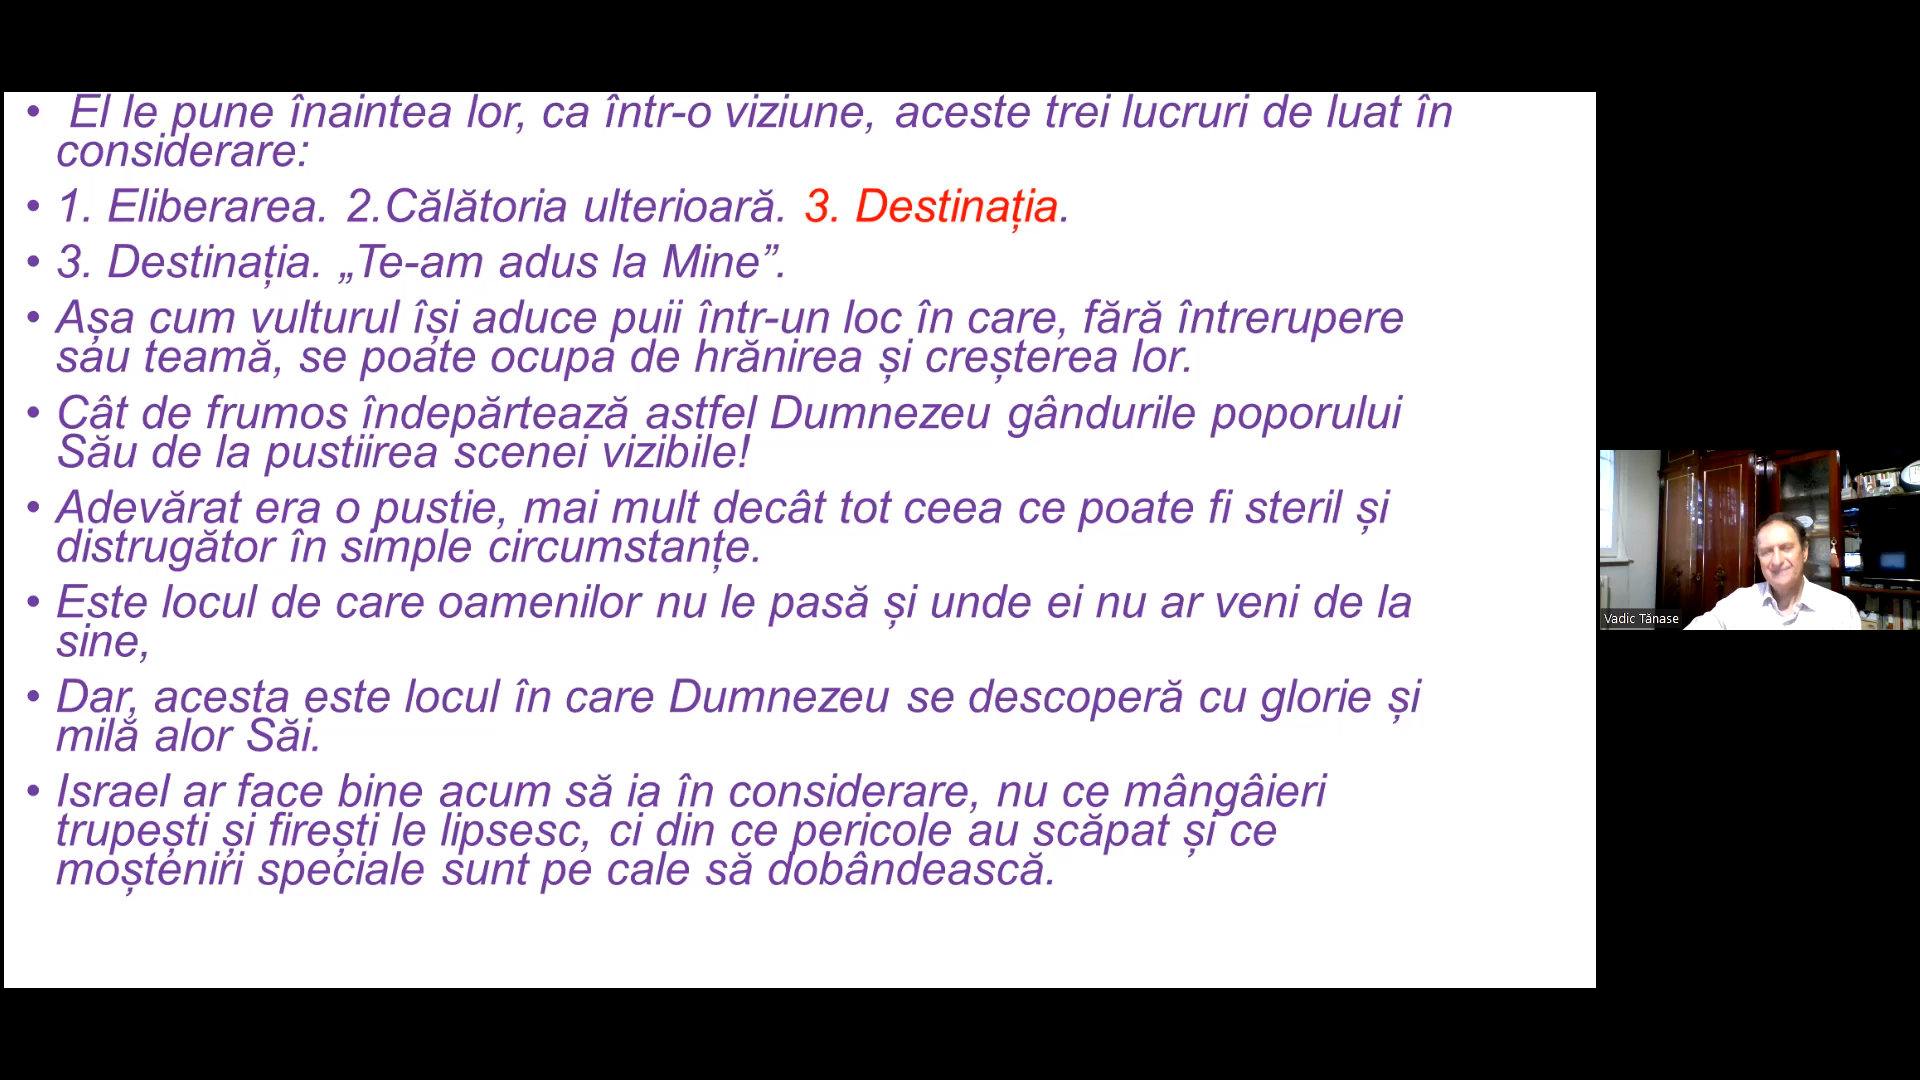 • El le pune înaintea lor, ca într-o viziune, aceste trei lucruri de luat în
considerare:
• 1. Eliberarea. 2.Călătoria ulterioară. 3. Destinația.
• 3. Destinația. „Te-am adus la Mine”.
• Așa cum vulturul își aduce puii într-un loc în care, fără întrerupere
sau teamă, se poate ocupa de hrănirea și creșterea lor.
• Cât de frumos îndepărtează astfel Dumnezeu gândurile poporului
Său de la pustiirea scenei vizibile!
• Adevărat era o pustie, mai mult decât tot ceea ce poate fi steril și
distrugător în simple circumstanțe.
• Este locul de care oamenilor nu le pasă și unde ei nu ar veni de la
sine,
• Dar, acesta este locul în care Dumnezeu se descoperă cu glorie și
milă alor Săi.
• Israel ar face bine acum să ia în considerare, nu ce mângâieri
trupești și firești le lipsesc, ci din ce pericole au scăpat și ce
moșteniri speciale sunt pe cale să dobândească.
Vadic Tănase